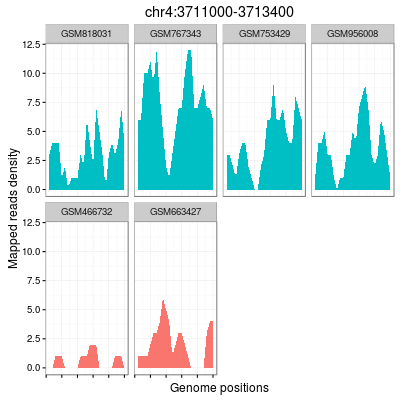 chr4:3711000-3713400
GSM818031 GSM767343 GSM753429 GSM956008
12.5
10.0
7.5
5.0
2.5
0.0
GSM466732 GSM663427
12.5
10.0
7.5
5.0
2.5
0.0
Mapped reads density
Genome positions